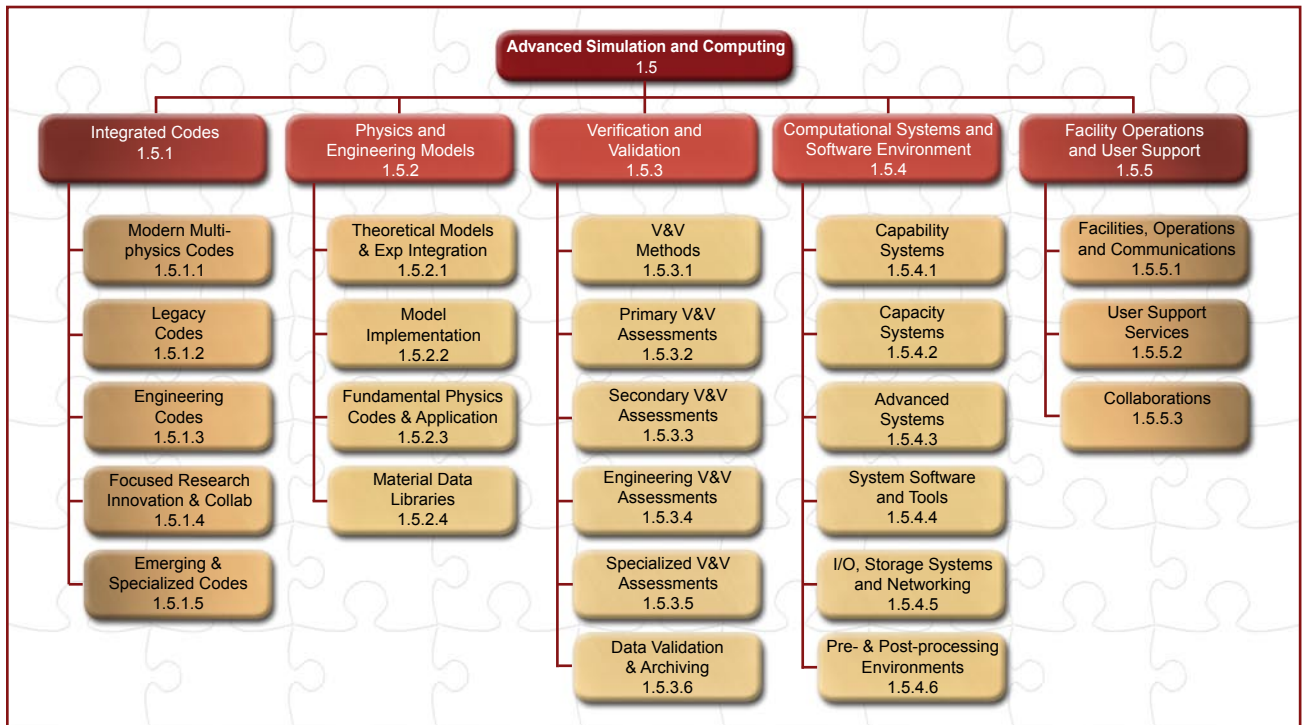 Advanced Simulation and Computing
1.5
Integrated Codes
1.5.1
Modern Multi-
physics Codes
1.5.1.1
Legacy
Codes
1.5.1.2
Engineering
Codes
1.5.1.3
Focused Research
Innovation & Collab
1.5.1.4
Emerging &
Specialized Codes
1.5.1.5
Physics and
Engineering Models
1.5.2
Theoretical Models
& Exp Integration
1.5.2.1
Model
Implementation
1.5.2.2
Fundamental Physics
Codes & Application
1.5.2.3
Material Data
Libraries
1.5.2.4
Verification and
Validation
1.5.3
V&V
Methods
1.5.3.1
Primary V&V
Assessments
1.5.3.2
Secondary V&V
Assessments
1.5.3.3
Engineering V&V
Assessments
1.5.3.4
Specialized V&V
Assessments
1.5.3.5
Data Validation
& Archiving
1.5.3.6
Computational Systems and
Software Environment
1.5.4
Capability
Systems
1.5.4.1
Capacity
Systems
1.5.4.2
Advanced
Systems
1.5.4.3
System Software
and Tools
1.5.4.4
I/O, Storage Systems
and Networking
1.5.4.5
Pre- & Post-processing
Environments
1.5.4.6
Facility Operations
and User Support
1.5.5
Facilities, Operations
and Communications
1.5.5.1
User Support
Services
1.5.5.2
Collaborations
1.5.5.3